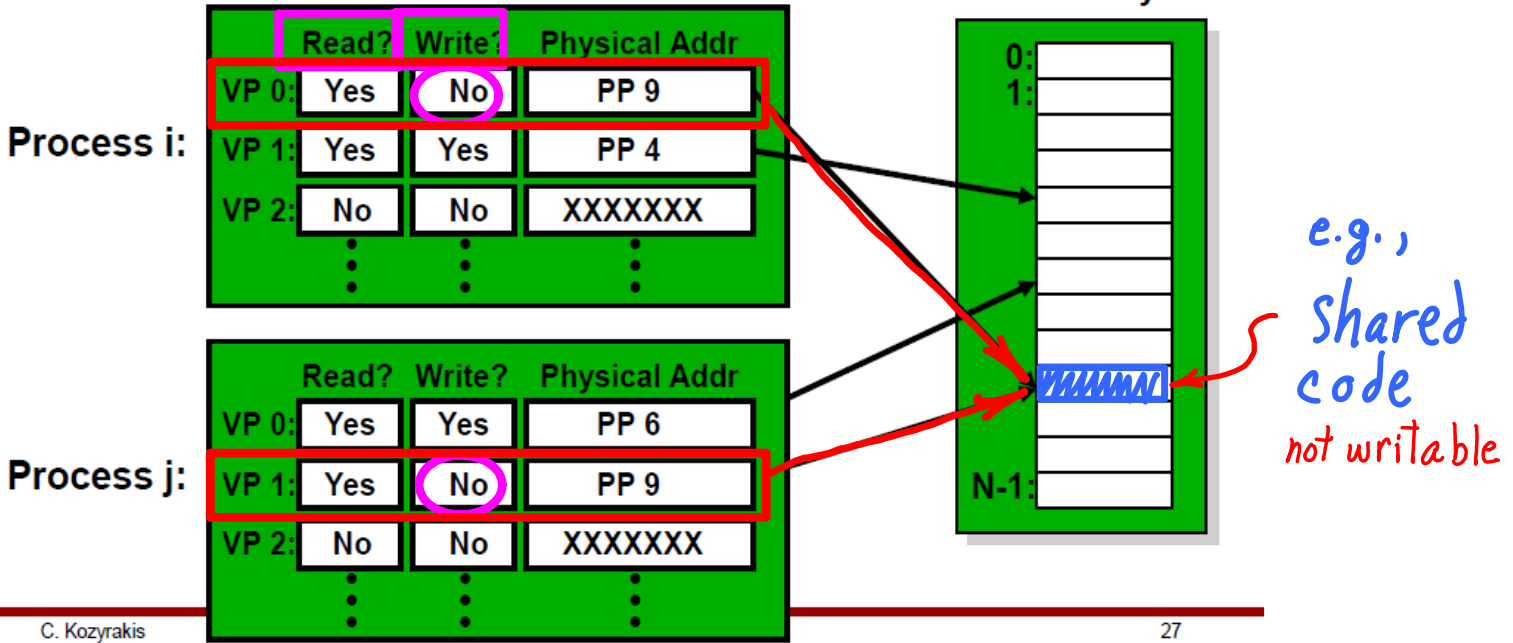 Read? Write? Physical Addr
VP 0: Yes No PP 9
Process i:
VP 1: Yes Yes PP 4
VP 2: No No XXXXXXX
0:
1:
N-1:
e.g.,
shared
code
not writable
Read? Write? Physical Addr
VP 0: Yes Yes PP 6
Process j:
VP 1: Yes No PP 9
VP 2: No No XXXXXXX
C. Kozyrakis
27